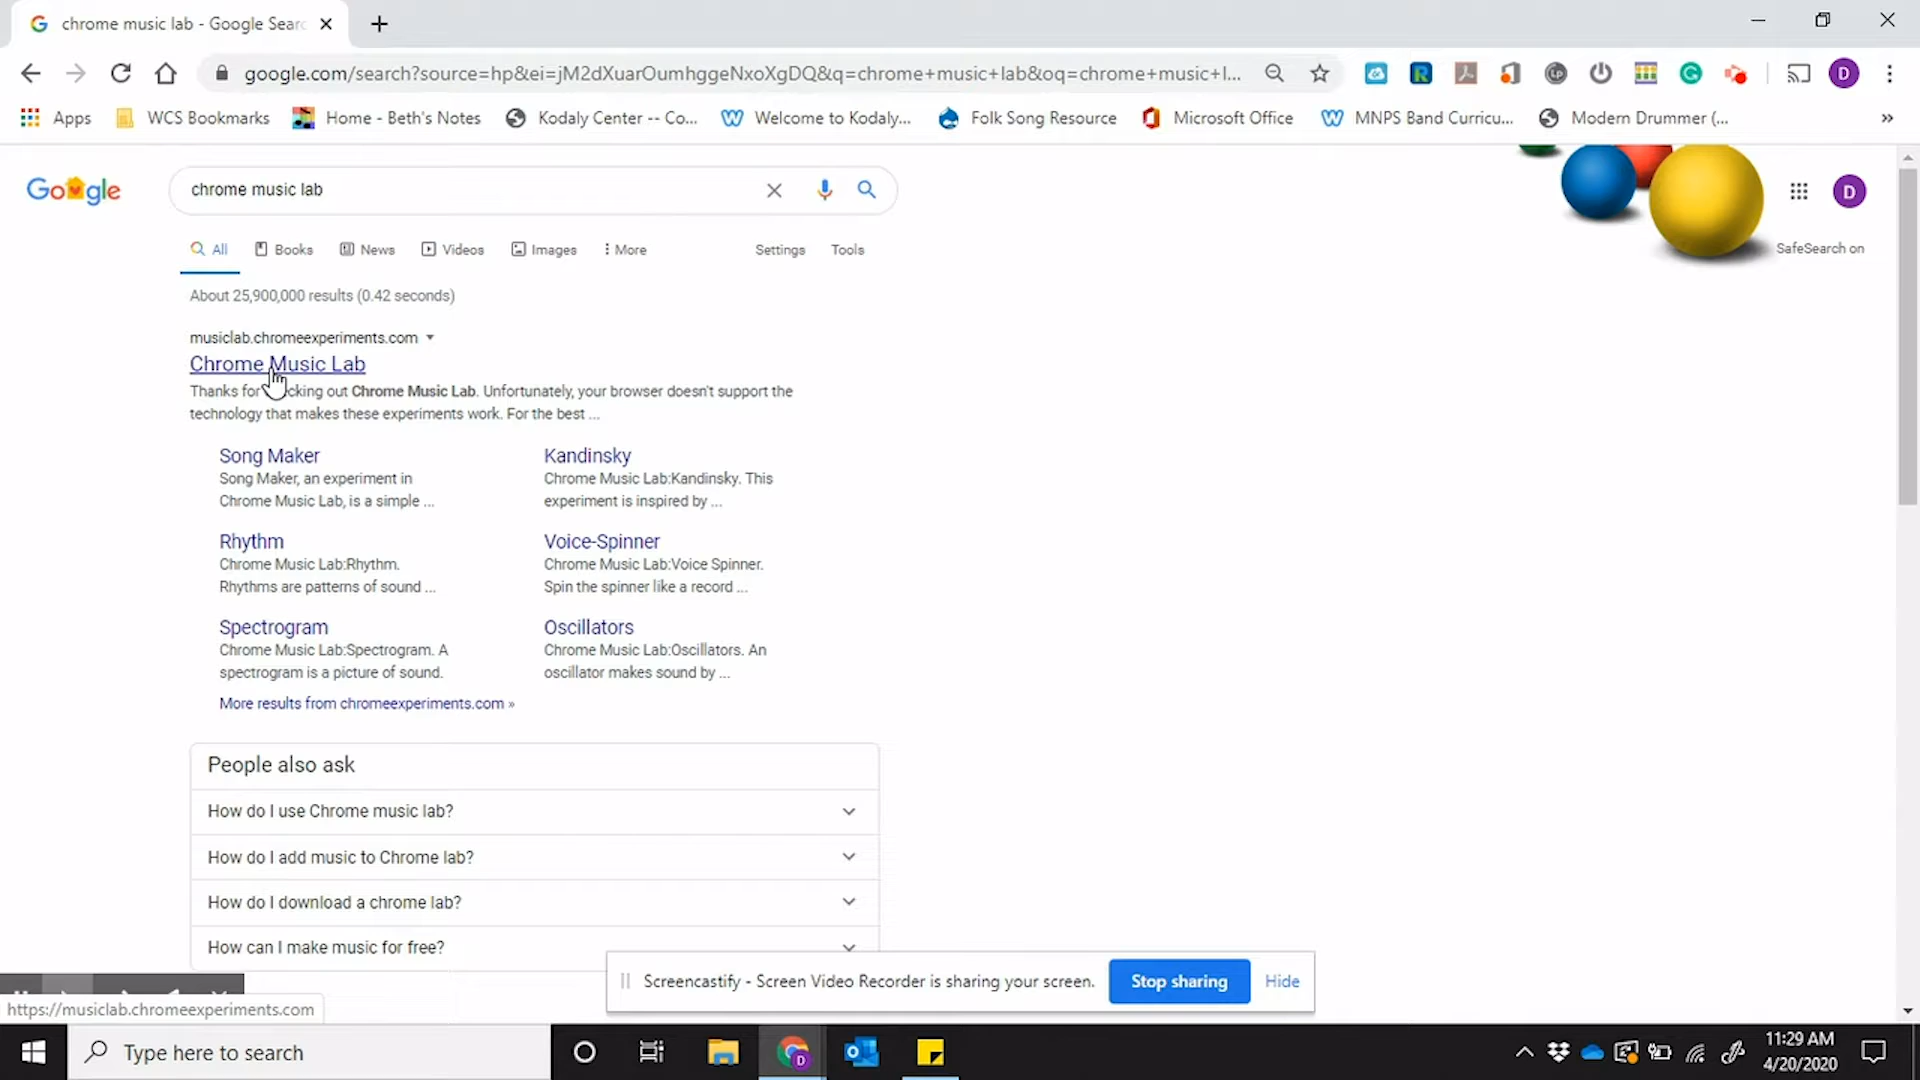 chrome music lab - Google Searc
google.com/search?source=hp&ei=jM2dXuarOumhggeNxoXgDQ&q=chrome+music+lab&oq=chrome+music+l...
D
Apps
WCS Bookmarks
Home - Beth's Notes
Kodaly Center -- Co...
Welcome to Kodaly...
Folk Song Resource
Microsoft Office
MNPS Band Curricu...
Modern Drummer (...
»
Google
chrome music lab
D
All
Books
News
Videos
Images
More
Settings
Tools
SafeSearch on
About 25,900,000 results (0.42 seconds)
musiclab.chromeexperiments.com
Chrome Music Lab
Thanks for cking out Chrome Music Lab. Unfortunately, your browser doesn't support the
technology that makes these experiments work. For the best ...
Song Maker
Song Maker, an experiment in
Chrome Music Lab, is a simple ...
Kandinsky
Chrome Music Lab:Kandinsky. This
experiment is inspired by ...
Rhythm
Chrome Music Lab:Rhythm.
Rhythms are patterns of sound ...
Voice-Spinner
Chrome Music Lab:Voice Spinner.
Spin the spinner like a record ...
Spectrogram
Chrome Music Lab:Spectrogram. A
spectrogram is a picture of sound.
Oscillators
Chrome Music Lab:Oscillators. An
oscillator makes sound by ...
More results from chromeexperiments.com »
People also ask
How do I use Chrome music lab?
How do I add music to Chrome lab?
How do I download a chrome lab?
How can I make music for free?
Screencastify - Screen Video Recorder is sharing your screen.
Stop sharing
Hide
https://musiclab.chromeexperiments.com
Type here to search
11:29 AM
4/20/2020